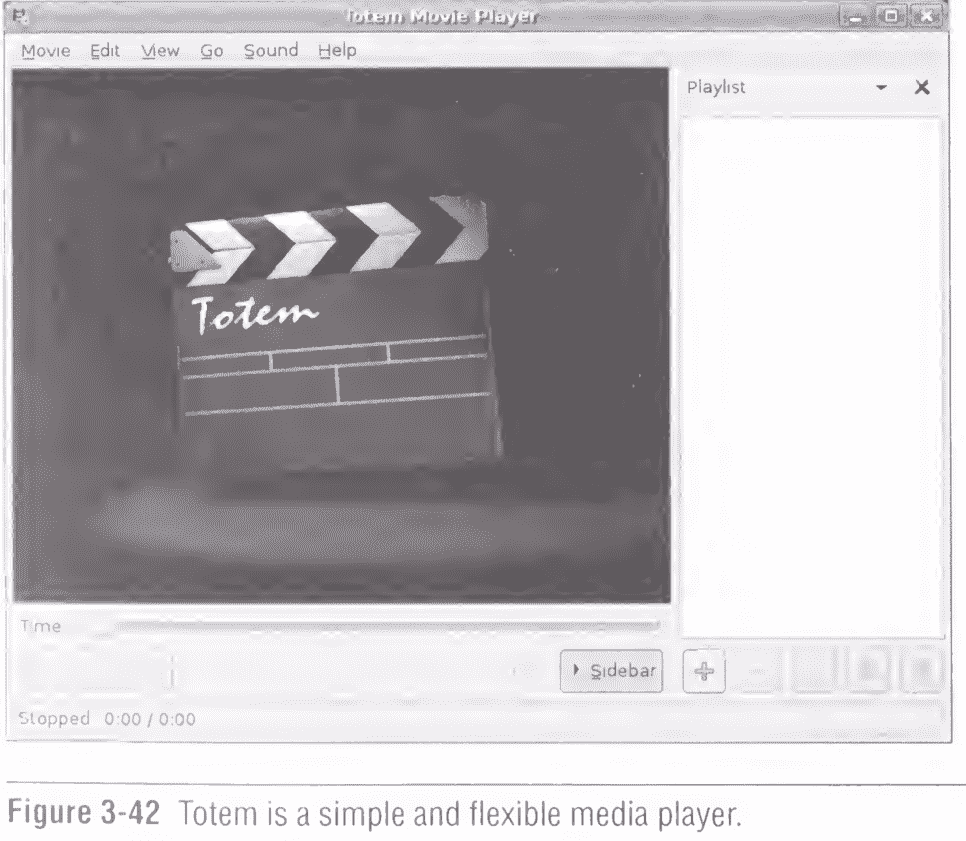 Totem Movie Player
Movie Edit View Go Sound Help
Playlist
Totem
Time
Sidebar
Stopped 0:00 / 0:00
Figure 3-42 Totem is a simple and flexible media player.